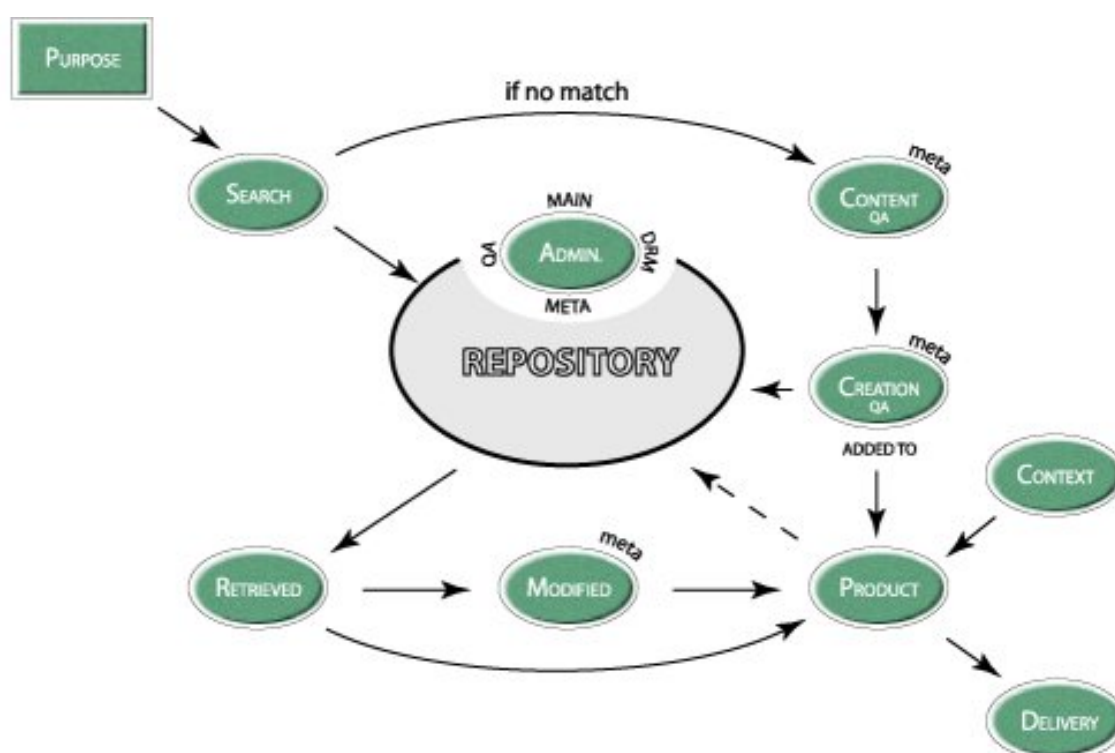 PURPOSE
if no match
SEARCH
meta
CONTENT
QA
MAIN
QA
ADMIN.
DRM
META
REPOSITORY
meta
CREATION
QA
ADDED TO
CONTEXT
RETRIEVED
meta
MODIFIED
PRODUCT
DELIVERY